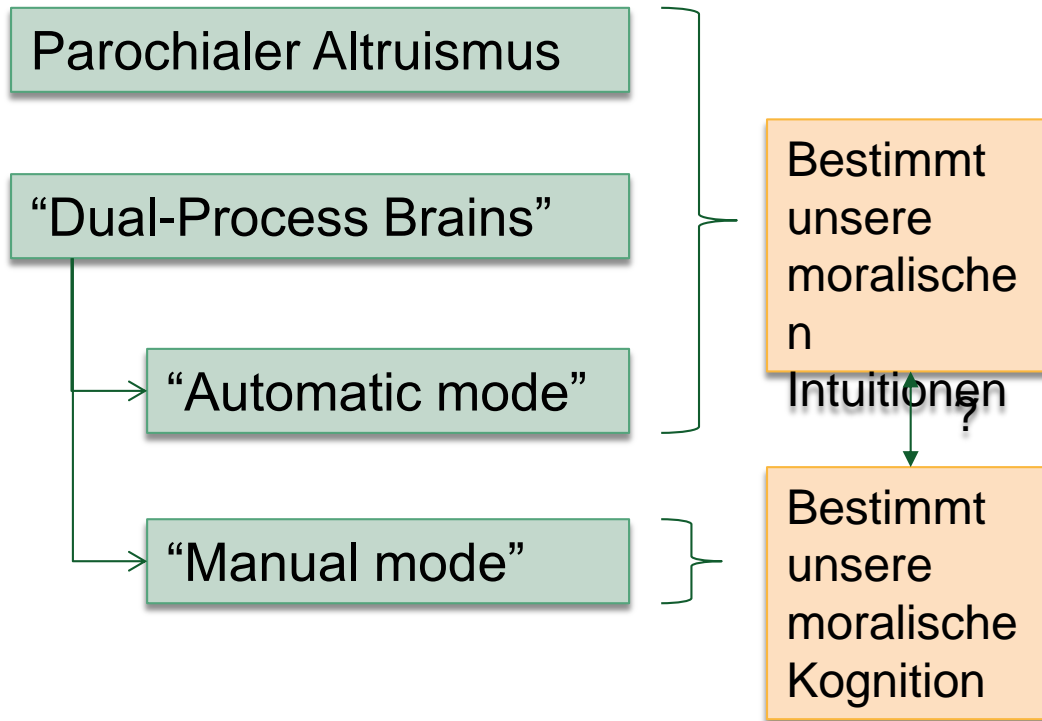 Parochialer Altruismus
“Dual-Process Brains”
“Automatic mode”
“Manual mode”
Bestimmt
unsere
moralische
n
Intuitionen
?
Bestimmt
unsere
moralische
Kognition